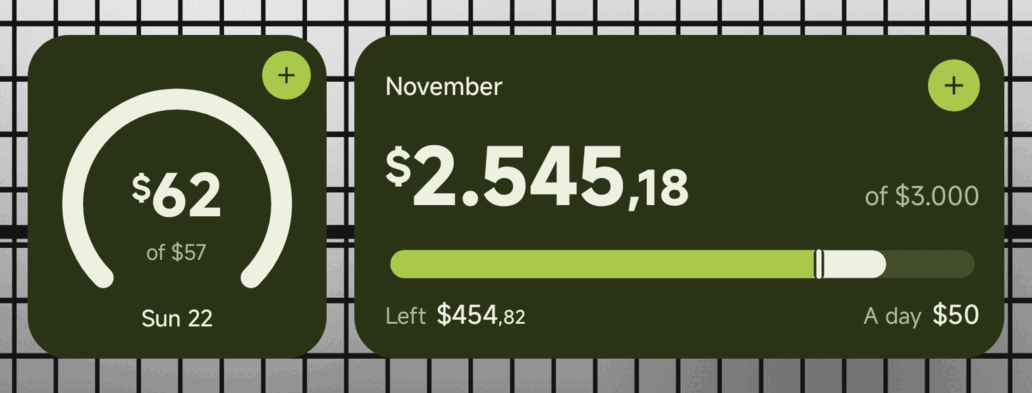 +
$62
of $57
Sun 22
November
+
$2.545,18
of $3.000
Left $454,82
A day $50